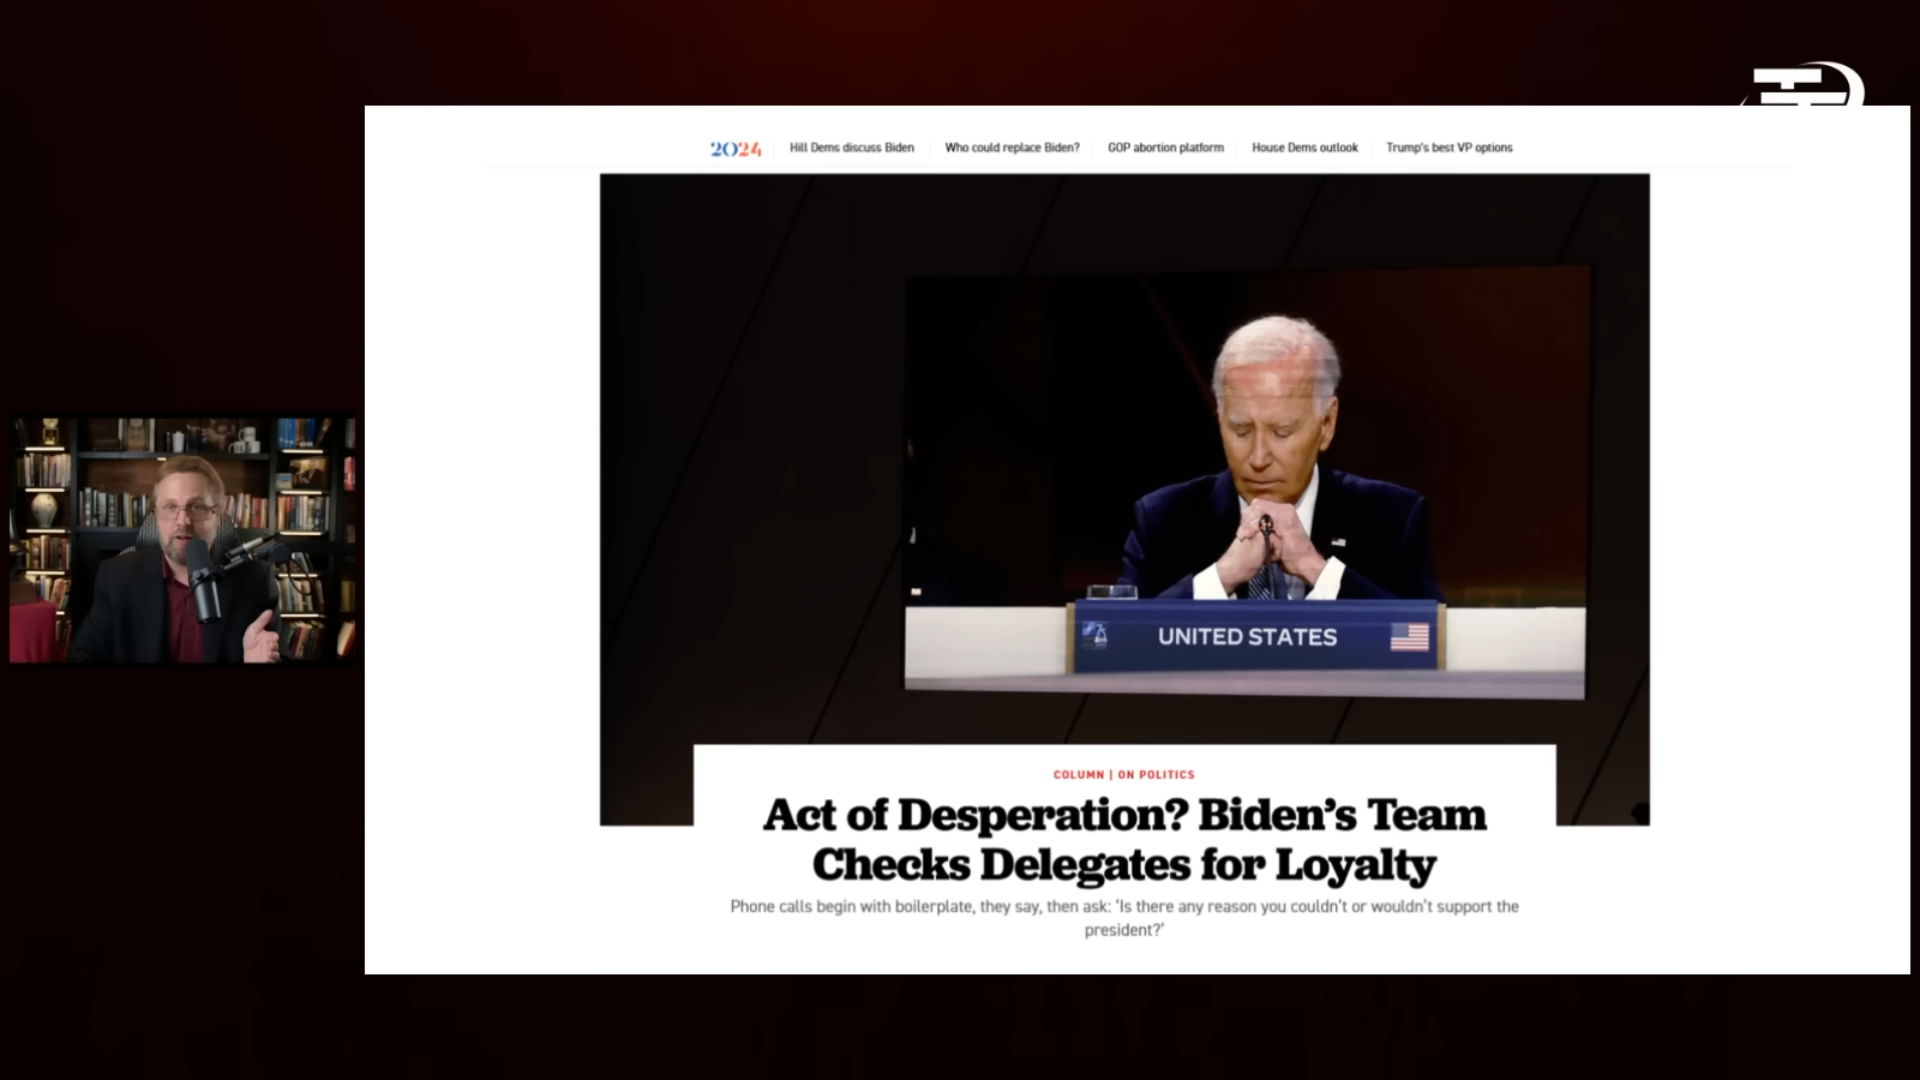 2024 Hill Dems discuss Biden Who could replace Biden? GOP abortion platform House Dems outlook Trump's best VP options
UNITED STATES
COLUMN | ON POLITICS
Act of Desperation? Biden’s Team
Checks Delegates for Loyalty
Phone calls begin with boilerplate, they say, then ask: ‘Is there any reason you couldn’t or wouldn’t support the
president?’